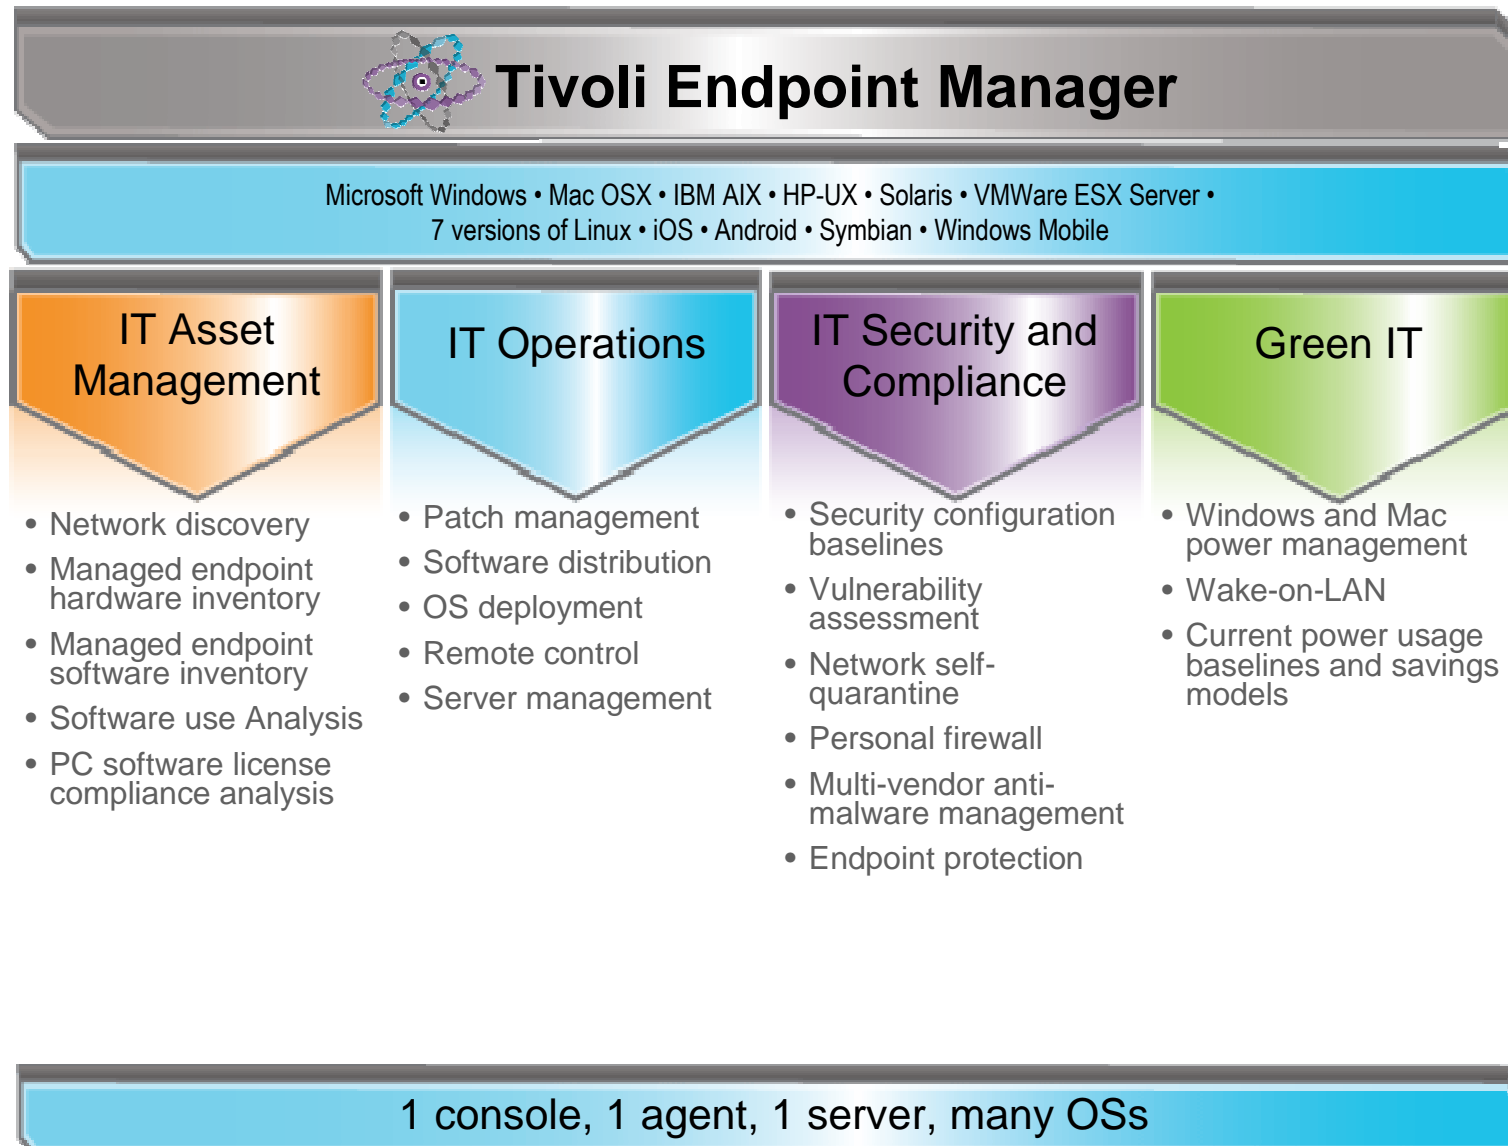 Tivoli Endpoint Manager
Microsoft Windows • Mac OSX • IBM AIX • HP-UX • Solaris • VMWare ESX Server •
7 versions of Linux • iOS • Android • Symbian • Windows Mobile
IT Asset
Management
• Network discovery
• Managed endpoint
hardware inventory
• Managed endpoint
software inventory
• Software use Analysis
• PC software license
compliance analysis
IT Operations
• Patch management
• Software distribution
• OS deployment
• Remote control
• Server management
IT Security and
Compliance
• Security configuration
baselines
• Vulnerability
assessment
• Network self-
quarantine
• Personal firewall
• Multi-vendor anti-
malware management
• Endpoint protection
Green IT
• Windows and Mac
power management
• Wake-on-LAN
• Current power usage
baselines and savings
models
1 console, 1 agent, 1 server, many OSs